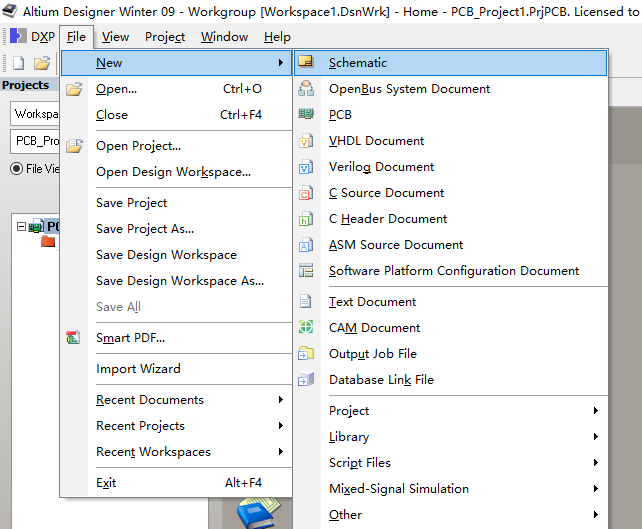 Altium Designer Winter 09 - Workgroup [Workspace1.DsnWrk] - Home - PCB_Project1.PrjPCB. Licensed to
DXP File View Project Window Help
Projects
Workspa
PCB_Pro
File Vie
New
Open... Ctrl+O
Close Ctrl+F4
Open Project...
Open Design Workspace...
Save Project
Save Project As...
Save Design Workspace
Save Design Workspace As...
Save All
Smart PDF...
Import Wizard
Recent Documents
Recent Projects
Recent Workspaces
Exit Alt+F4
Schematic
OpenBus System Document
PCB
VHDL Document
Verilog Document
C Source Document
C Header Document
ASM Source Document
Software Platform Configuration Document
Text Document
CAM Document
Output Job File
Database Link File
Project
Library
Script Files
Mixed-Signal Simulation
Other